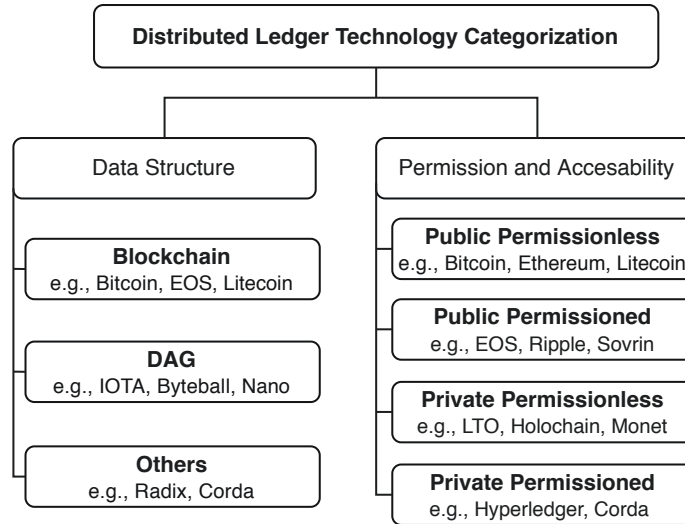 Distributed Ledger Technology Categorization
Data Structure
Blockchain
e.g., Bitcoin, EOS, Litecoin
DAG
e.g., IOTA, Byteball, Nano
Others
e.g., Radix, Corda
Permission and Accesability
Public Permissionless
e.g., Bitcoin, Ethereum, Litecoin
Public Permissioned
e.g., EOS, Ripple, Sovrin
Private Permissionless
e.g., LTO, Holochain, Monet
Private Permissioned
e.g., Hyperledger, Corda